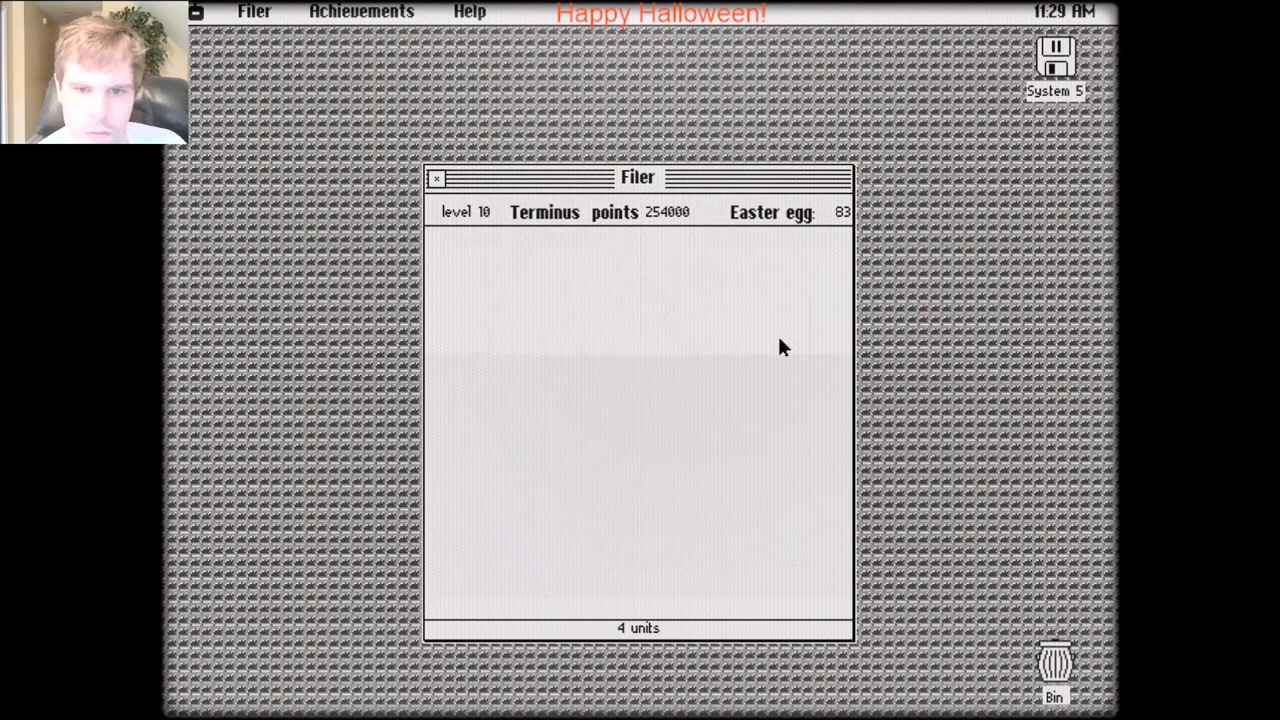 Filer Achievements Help Happy Halloween! 11:29 AM
System 5
Filer
level 10 Terminus points 254000 Easter egg: 83
4 units
Bin